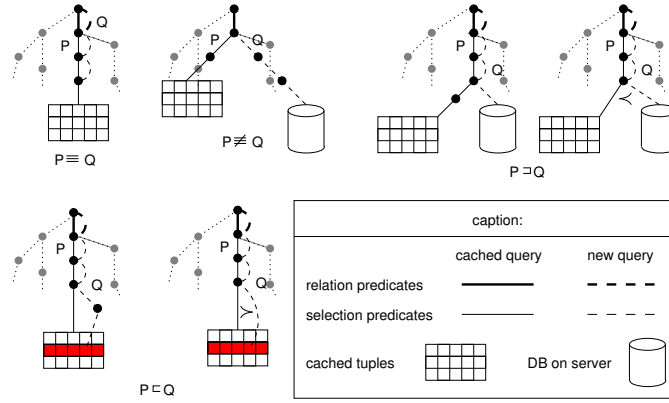 Q
P
Q
P ≡ Q
P
Q
P ≢ Q
P
Q
P
Q
P ⊐ Q
P
Q
P
Q
P ⊏ Q
caption:
cached query new query
relation predicates
selection predicates
cached tuples DB on server